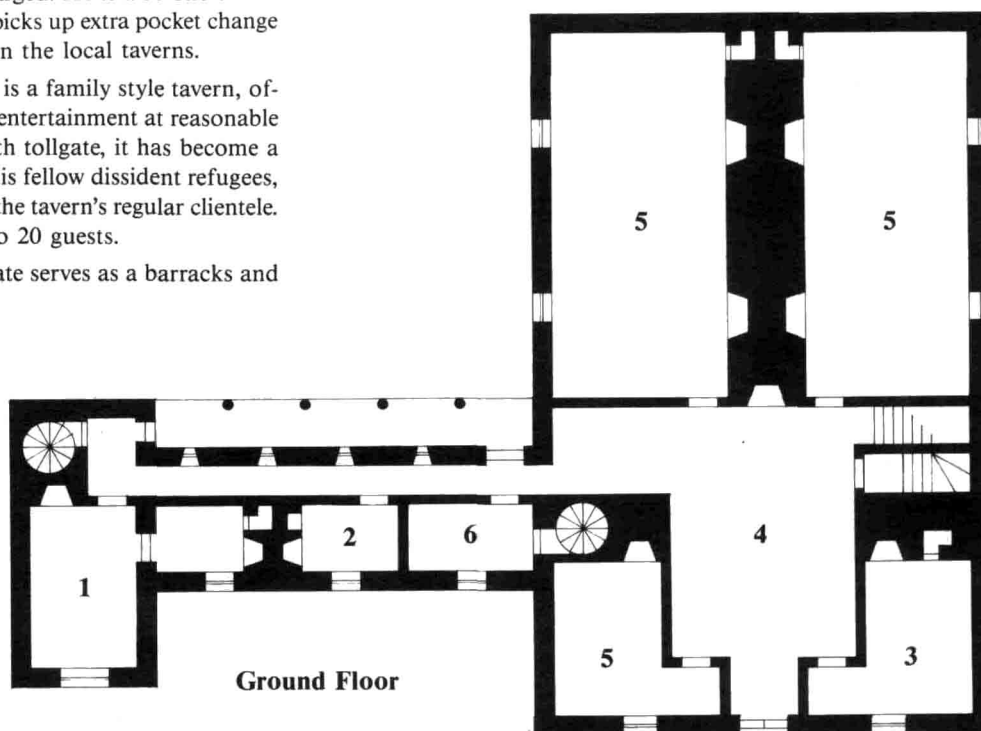 picks up extra pocket change
n the local taverns.
is a family style tavern, of-
entertainment at reasonable
th tollgate, it has become a
is fellow dissident refugees,
the tavern's regular clientele.
o 20 guests.
ate serves as a barracks and
5
5
4
2
6
1
5
3
Ground Floor